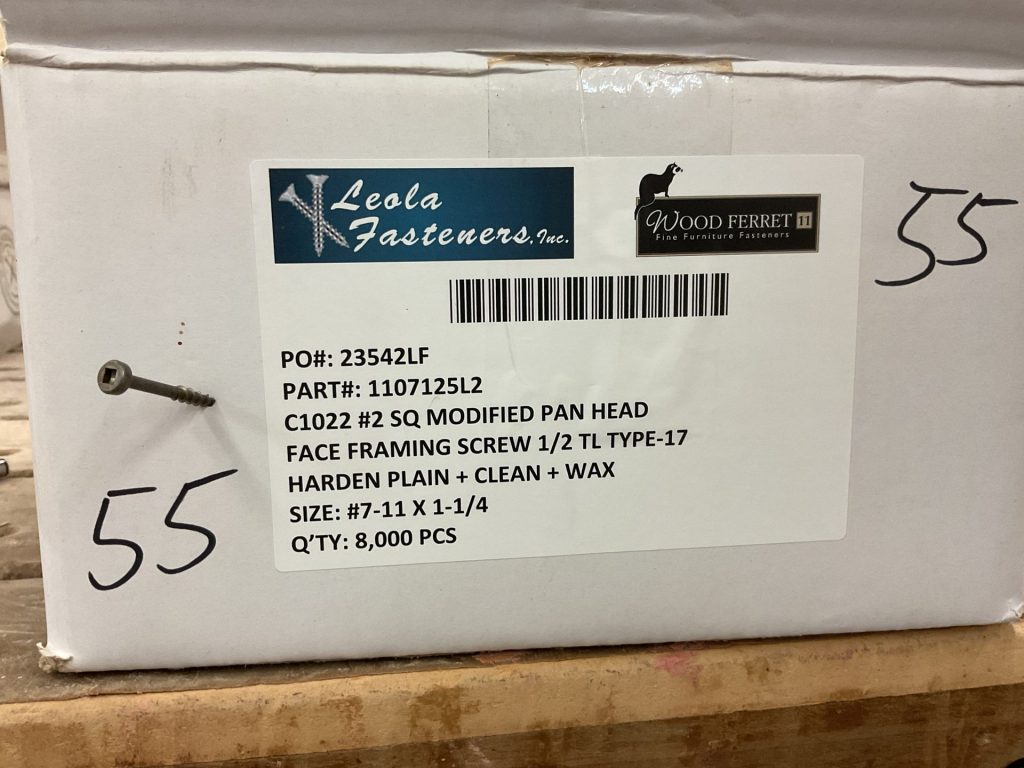 Leola
Fasteners, Inc.
WOOD FERRET 11
Fine Furniture Fasteners
55
PO#: 23542LF
PART#: 1107125L2
C1022 #2 SQ MODIFIED PAN HEAD
FACE FRAMING SCREW 1/2 TL TYPE-17
HARDEN PLAIN + CLEAN + WAX
SIZE: #7-11 X 1-1/4
Q'TY: 8,000 PCS
55